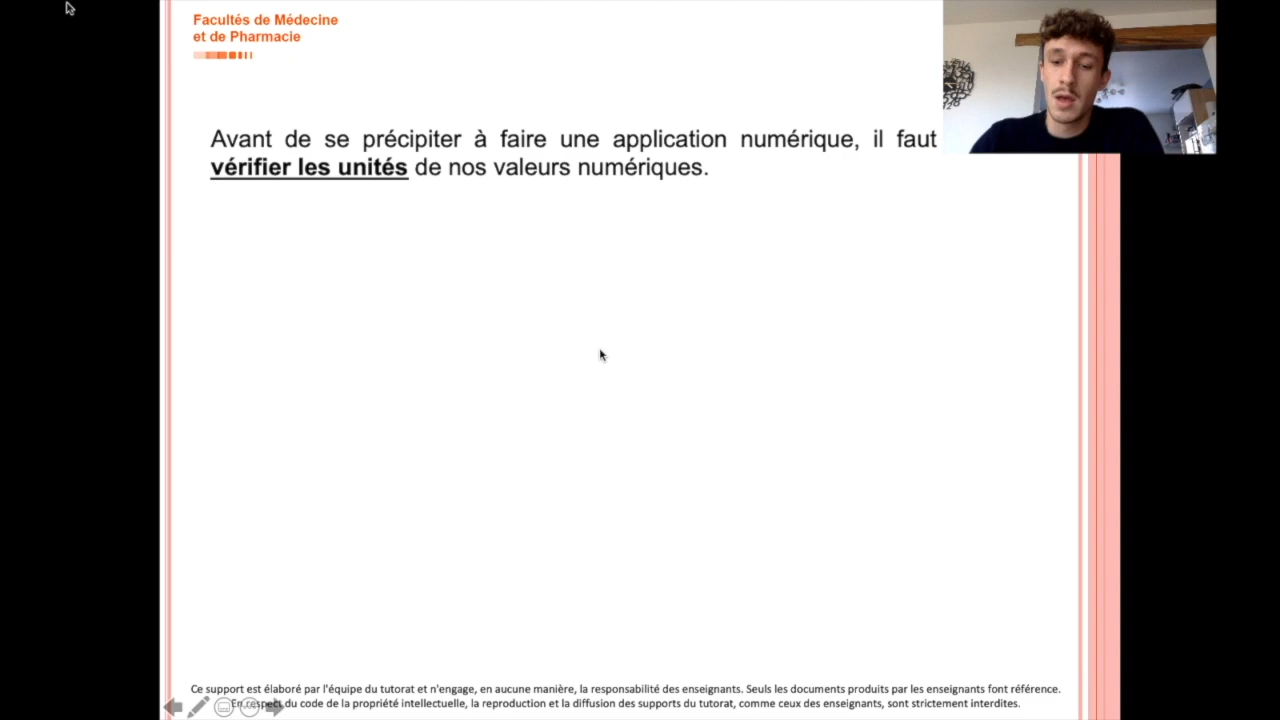 Facultés de Médecine
et de Pharmacie
Avant de se précipiter à faire une application numérique, il faut
vérifier les unités de nos valeurs numériques.
Ce support est élaboré par l'équipe du tutorat et n'engage, en aucune manière, la responsabilité des enseignants. Seuls les documents produits par les enseignants font référence.
En respect du code de la propriété intellectuelle, la reproduction et la diffusion des supports du tutorat, comme ceux des enseignants, sont strictement interdites.